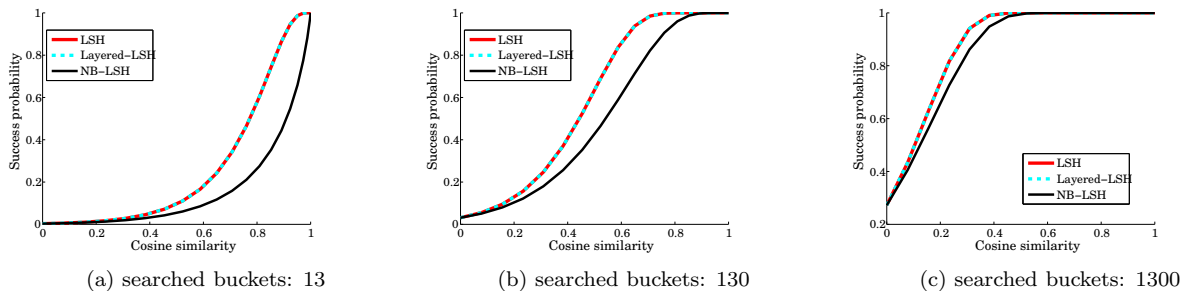 1
0.8
0.6
0.4
0.2
0
0 0.2 0.4 0.6 0.8 1
Success probability
Cosine similarity
LSH
Layered-LSH
NB-LSH
(a) searched buckets: 13
1
0.8
0.6
0.4
0.2
0
0 0.2 0.4 0.6 0.8 1
Success probability
Cosine similarity
LSH
Layered-LSH
NB-LSH
(b) searched buckets: 130
1
0.8
0.6
0.4
0.2
0 0.2 0.4 0.6 0.8 1
Success probability
Cosine similarity
LSH
Layered-LSH
NB-LSH
(c) searched buckets: 1300